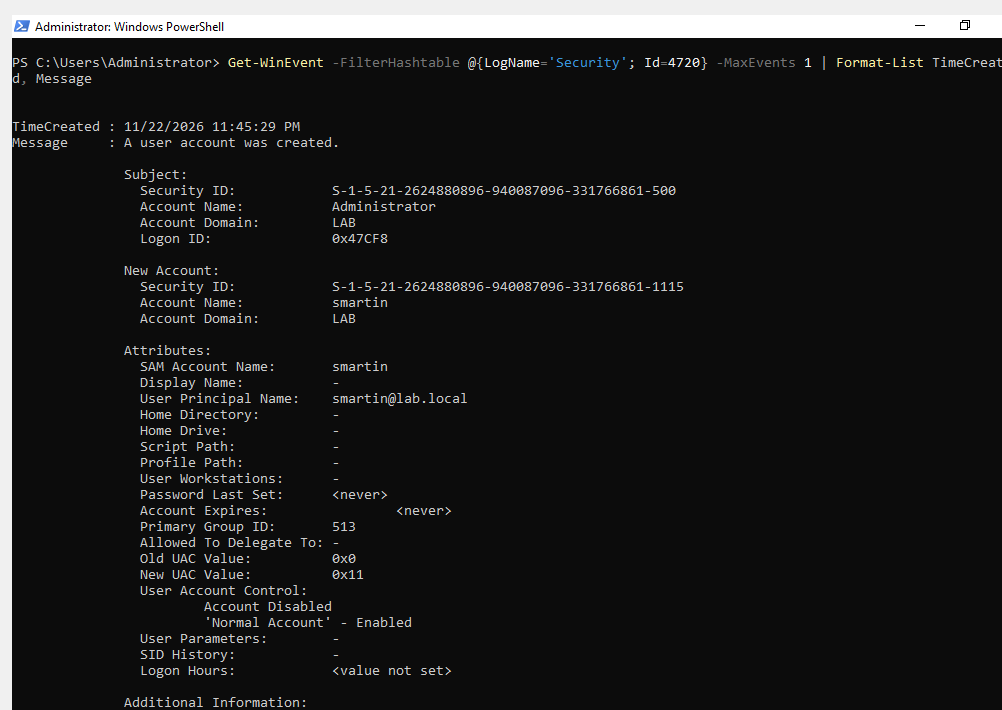 Administrator: Windows PowerShell
PS C:\Users\Administrator> Get-WinEvent -FilterHashtable @{LogName='Security'; Id=4720} -MaxEvents 1 | Format-List TimeCreat
d, Message
TimeCreated : 11/22/2026 11:45:29 PM
Message     : A user account was created.
Subject:
Security ID: S-1-5-21-2624880896-940087096-331766861-500
Account Name: Administrator
Account Domain: LAB
Logon ID: 0x47CF8
New Account:
Security ID: S-1-5-21-2624880896-940087096-331766861-1115
Account Name: smartin
Account Domain: LAB
Attributes:
SAM Account Name: smartin
Display Name: -
User Principal Name: smartin@lab.local
Home Directory: -
Home Drive: -
Script Path: -
Profile Path: -
User Workstations: -
Password Last Set: <never>
Account Expires: <never>
Primary Group ID: 513
Allowed To Delegate To: -
Old UAC Value: 0x0
New UAC Value: 0x11
User Account Control:
Account Disabled
'Normal Account' - Enabled
User Parameters: -
SID History: -
Logon Hours: <value not set>
Additional Information: